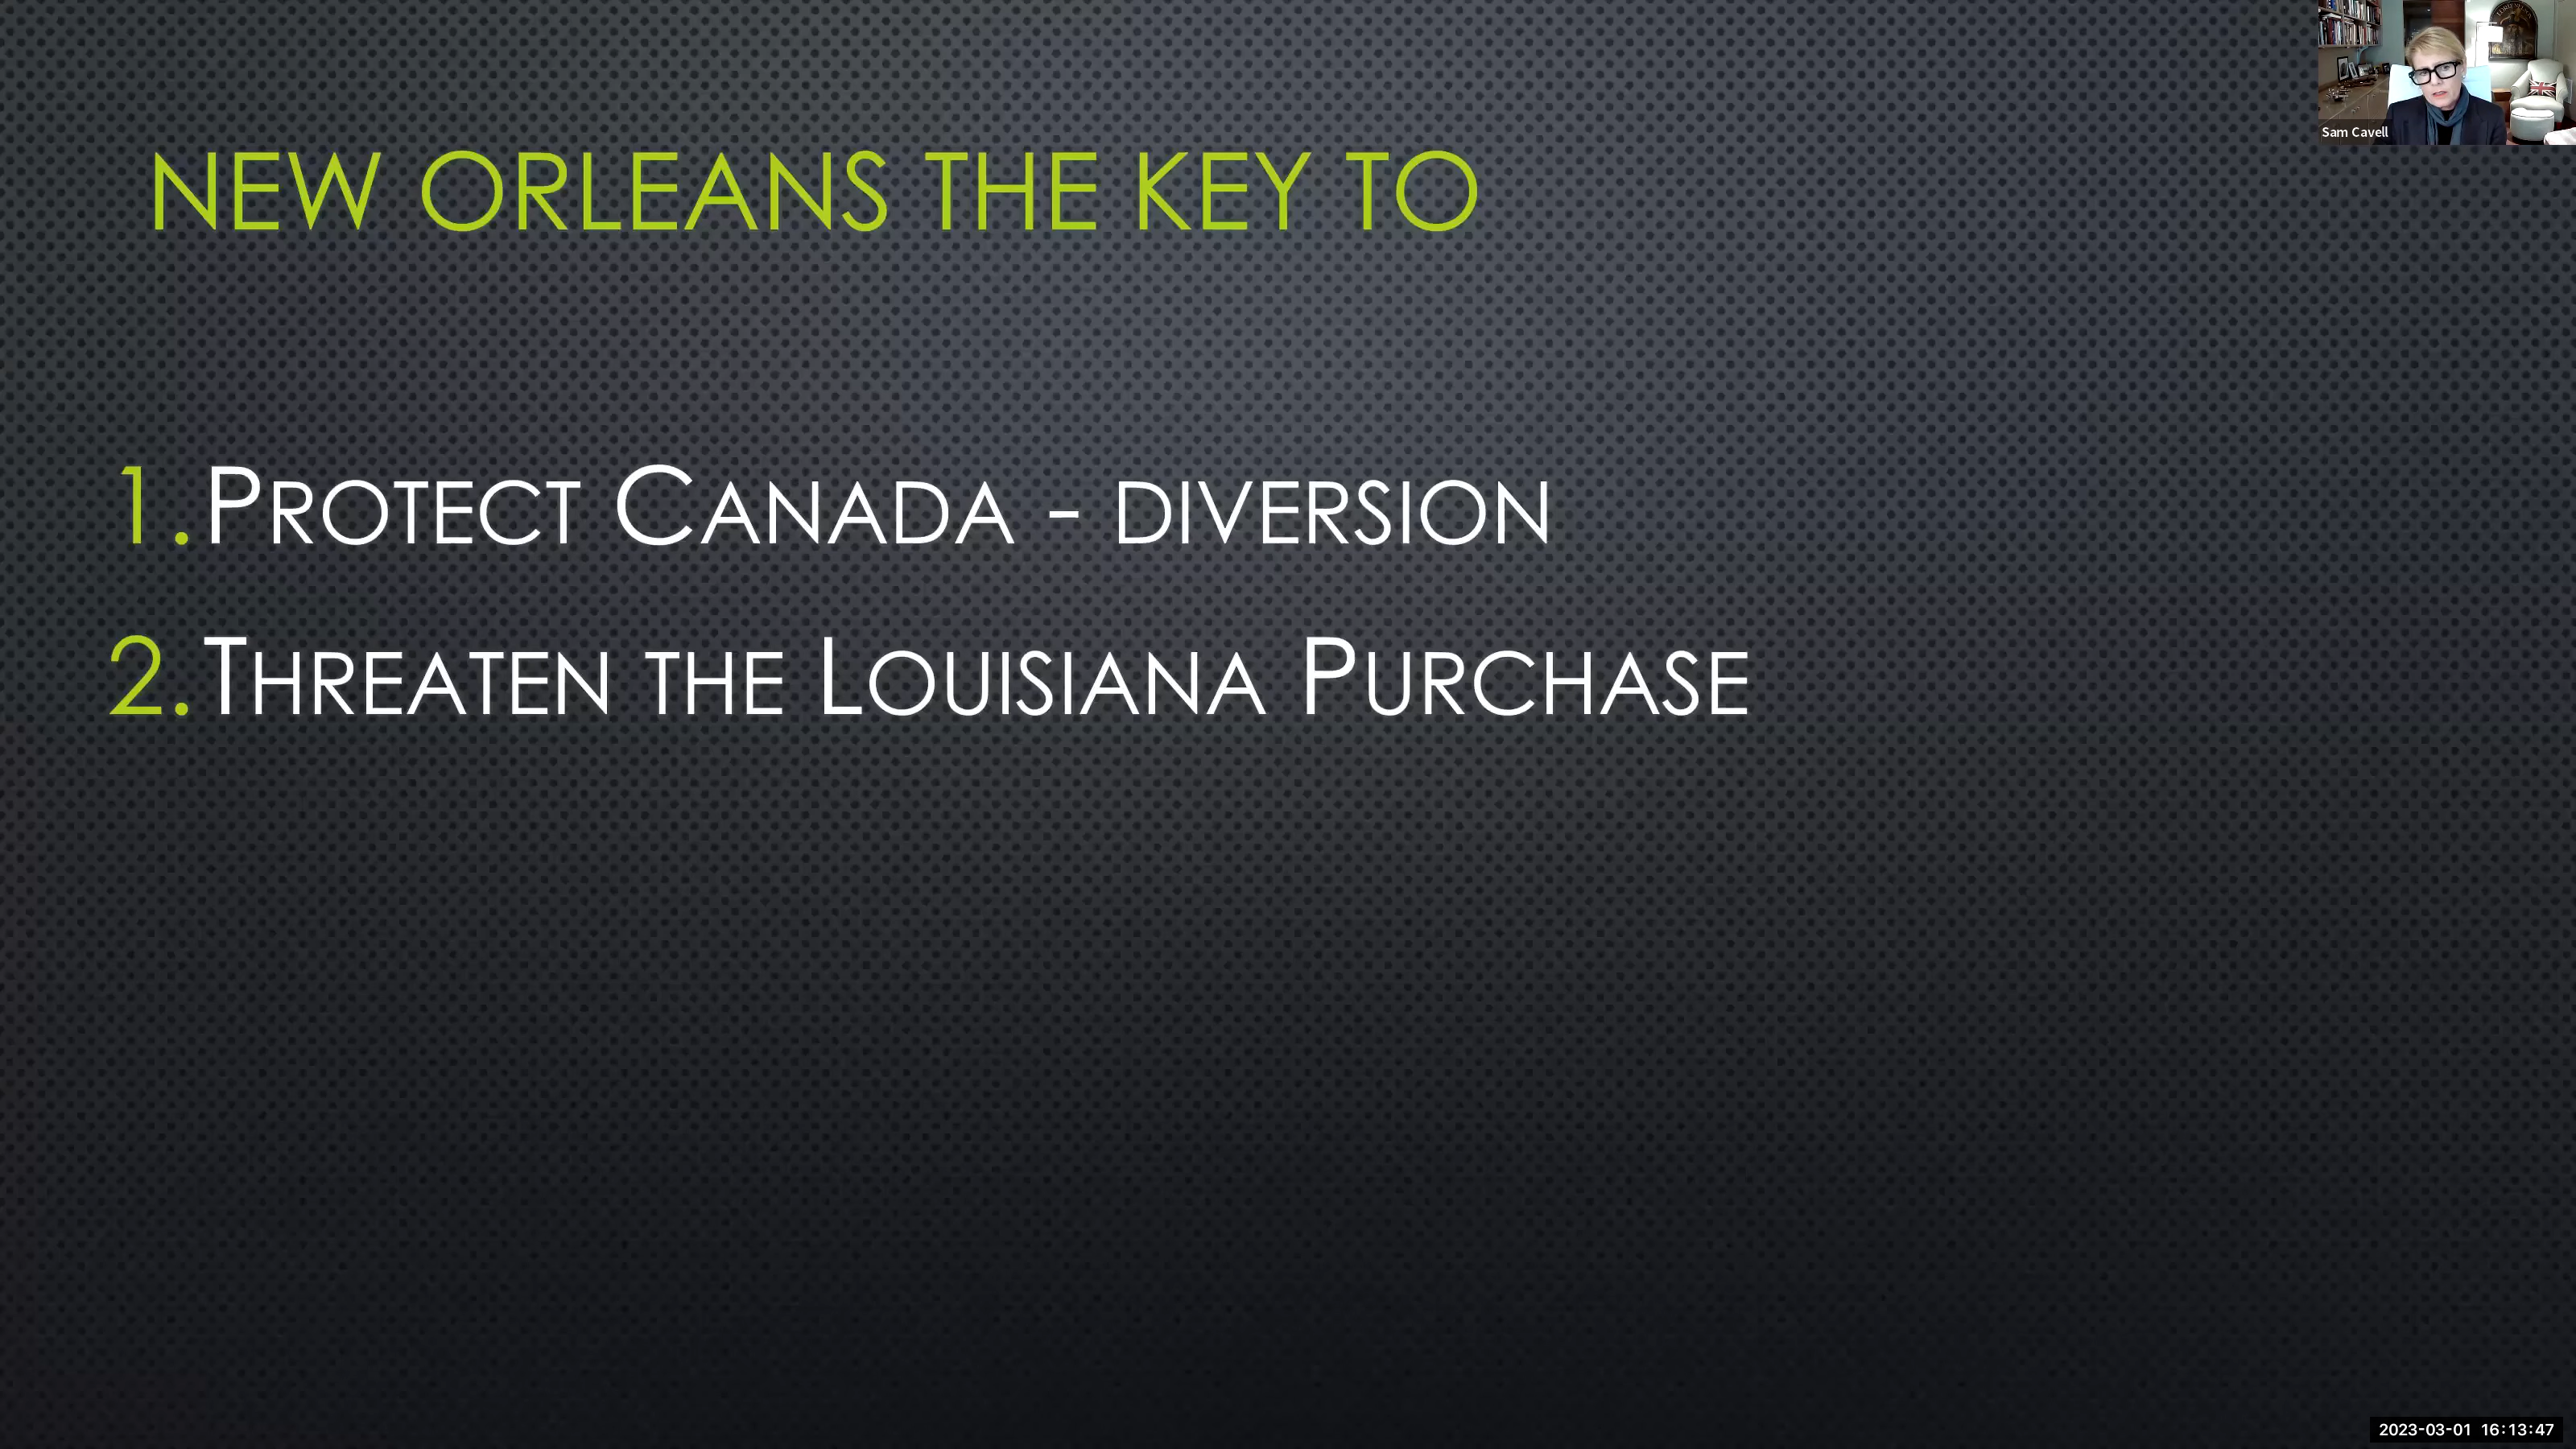 Sam Cavell
NEW ORLEANS THE KEY TO
1. PROTECT CANADA - DIVERSION
2. THREATEN THE LOUISIANA PURCHASE
2023-03-01 16:13:47